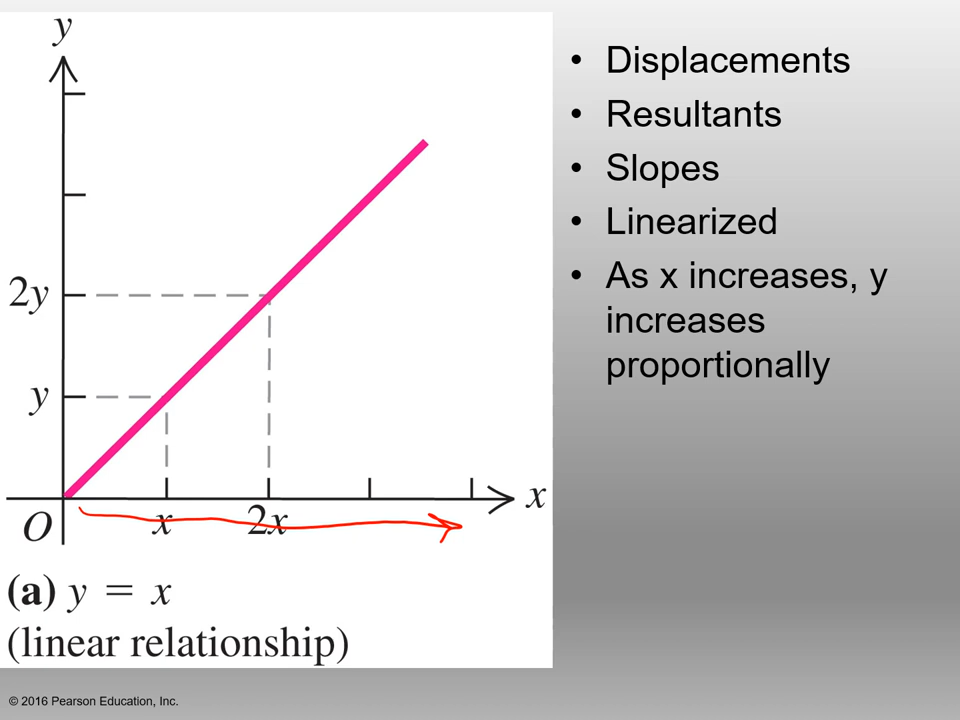 y
2y
y
O
x
2x
x
(a) y = x
(linear relationship)
• Displacements
• Resultants
• Slopes
• Linearized
• As x increases, y
increases
proportionally
© 2016 Pearson Education, Inc.